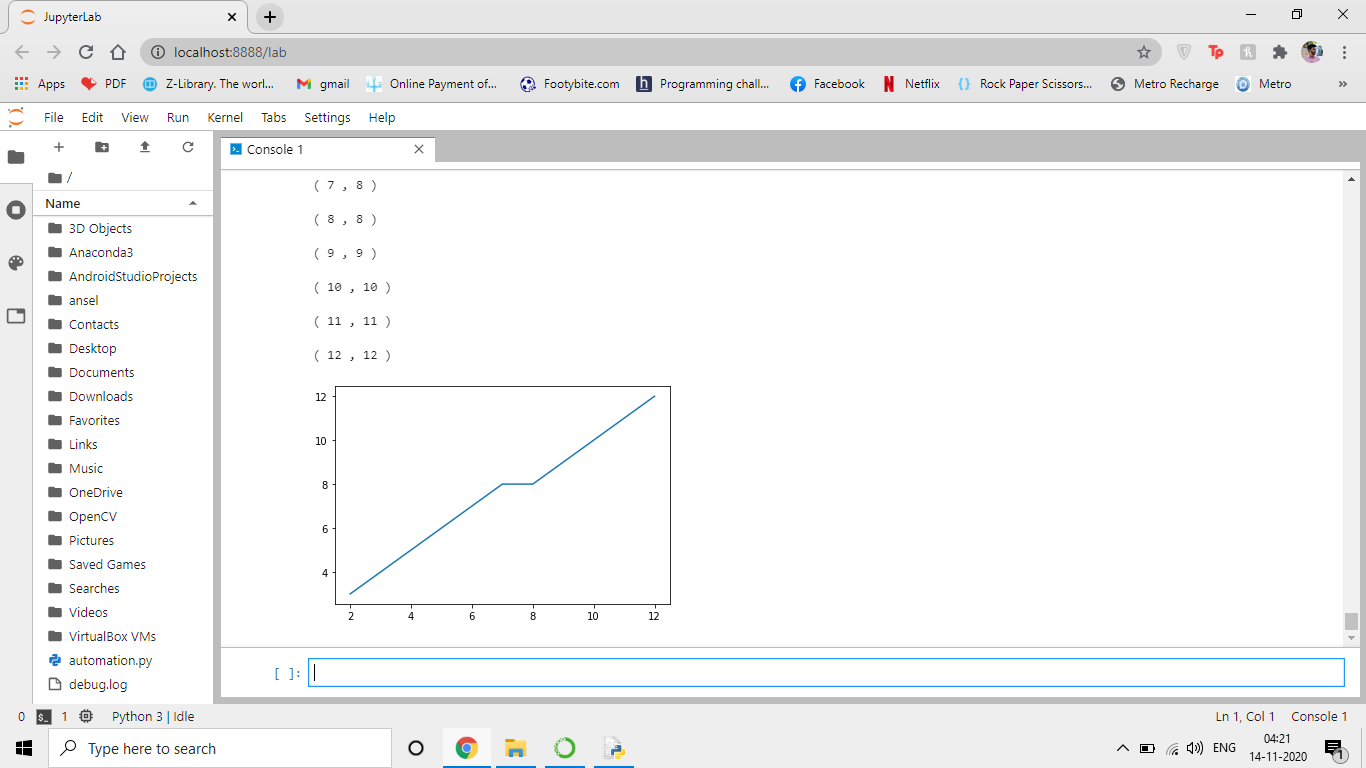 JupyterLab
localhost:8888/lab
Apps PDF Z-Library. The worl... gmail Online Payment of... Footybite.com Programming chall... Facebook Netflix Rock Paper Scissors... Metro Recharge Metro »
File Edit View Run Kernel Tabs Settings Help
Console 1
/
Name
3D Objects
Anaconda3
AndroidStudioProjects
ansel
Contacts
Desktop
Documents
Downloads
Favorites
Links
Music
OneDrive
OpenCV
Pictures
Saved Games
Searches
Videos
VirtualBox VMs
automation.py
debug.log
( 7 , 8 )
( 8 , 8 )
( 9 , 9 )
( 10 , 10 )
( 11 , 11 )
( 12 , 12 )
12
10
8
6
4
2 4 6 8 10 12
[ ]:
0 $_ 1 Python 3 | Idle Ln 1, Col 1 Console 1
Type here to search
ENG
04:21
14-11-2020
1